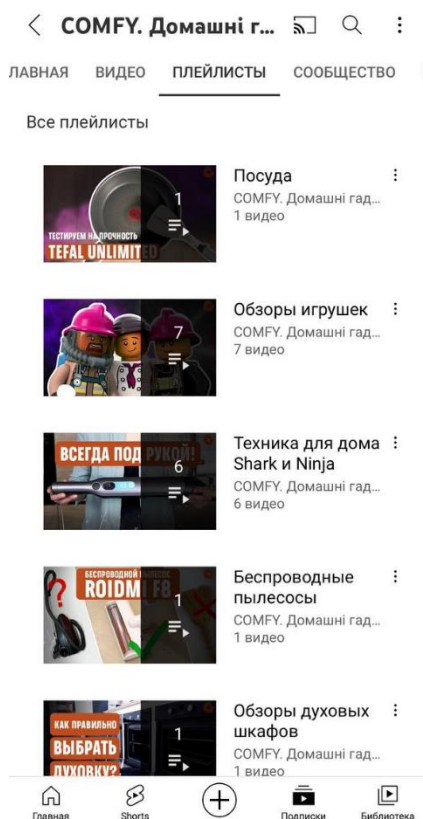 COMFY. Домашні г...
ЛАВНАЯ ВИДЕО ПЛЕЙЛИСТЫ СООБЩЕСТВО
Все плейлисты
ТЕСТИРУЕМ НА ПРОЧНОСТЬ
TEFAL UNLIMITED
1
Посуда
COMFY. Домашні гад...
1 видео
7
Обзоры игрушек
COMFY. Домашні гад...
7 видео
ВСЕГДА ПОД РУКОЙ!
6
Техника для дома
Shark и Ninja
COMFY. Домашні гад...
6 видео
БЕСПРОВОДНОЙ ПЫЛЕСОС
ROIDMI F8
1
Беспроводные
пылесосы
COMFY. Домашні гад...
1 видео
КАК ПРАВИЛЬНО
ВЫБРАТЬ
ДУХОВКУ?
1
Обзоры духовых
шкафов
COMFY. Домашні гад...
1 видео
Главная Shorts Подписки Библиотека